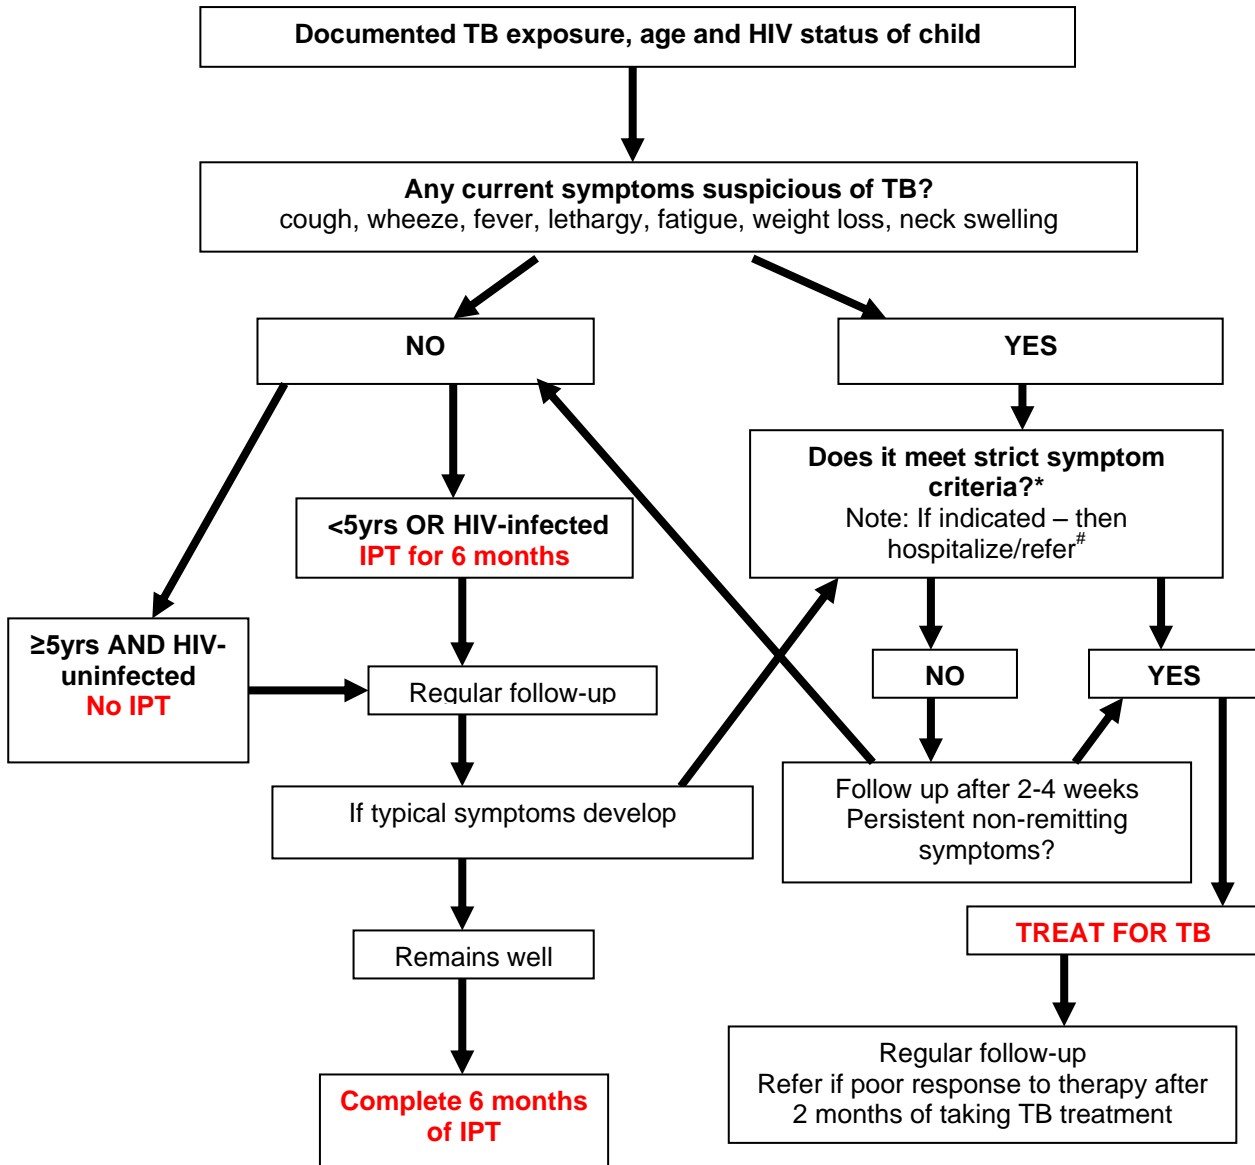 Documented TB exposure, age and HIV status of child
Any current symptoms suspicious of TB?
cough, wheeze, fever, lethargy, fatigue, weight loss, neck swelling
NO
YES
Does it meet strict symptom
criteria?*
Note: If indicated – then
hospitalize/refer#
<5yrs OR HIV-infected
IPT for 6 months
≥5yrs AND HIV-
uninfected
No IPT
Regular follow-up
NO
YES
If typical symptoms develop
Follow up after 2-4 weeks
Persistent non-remitting
symptoms?
Remains well
TREAT FOR TB
Complete 6 months
of IPT
Regular follow-up
Refer if poor response to therapy after
2 months of taking TB treatment